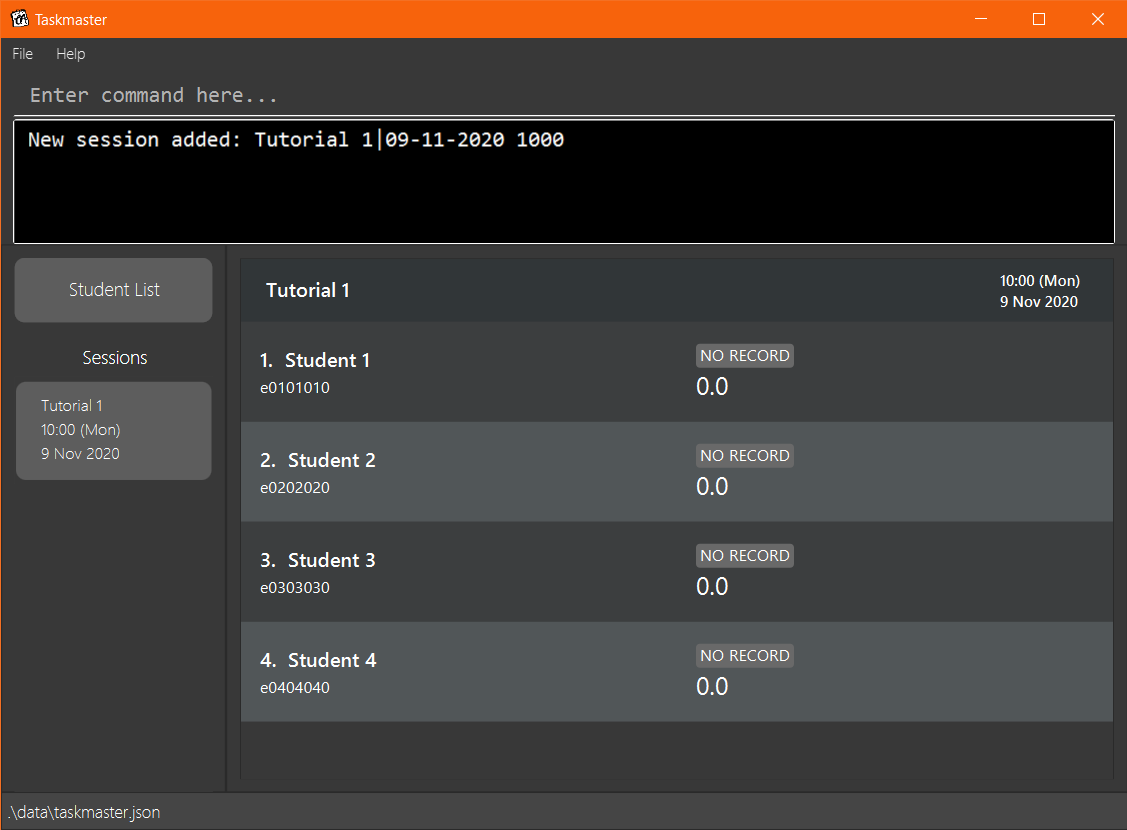 Taskmaster
File Help
Enter command here...
New session added: Tutorial 1|09-11-2020 1000
Student List
Sessions
Tutorial 1
10:00 (Mon)
9 Nov 2020
Tutorial 1
10:00 (Mon)
9 Nov 2020
1. Student 1
e0101010
NO RECORD
0.0
2. Student 2
e0202020
NO RECORD
0.0
3. Student 3
e0303030
NO RECORD
0.0
4. Student 4
e0404040
NO RECORD
0.0
.\data\taskmaster.json